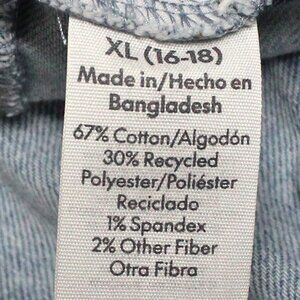 XL (16-18)
Made in/Hecho en
Bangladesh
67% Cotton/Algodón
30% Recycled
Polyester/Poliéster
Reciclado
1% Spandex
2% Other Fiber
Otra Fibra